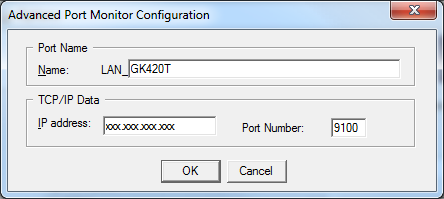 Advanced Port Monitor Configuration
Port Name
Name: LAN_GK420T
TCP/IP Data
IP address: xxx.xxx.xxx.xxx Port Number: 9100
OK Cancel